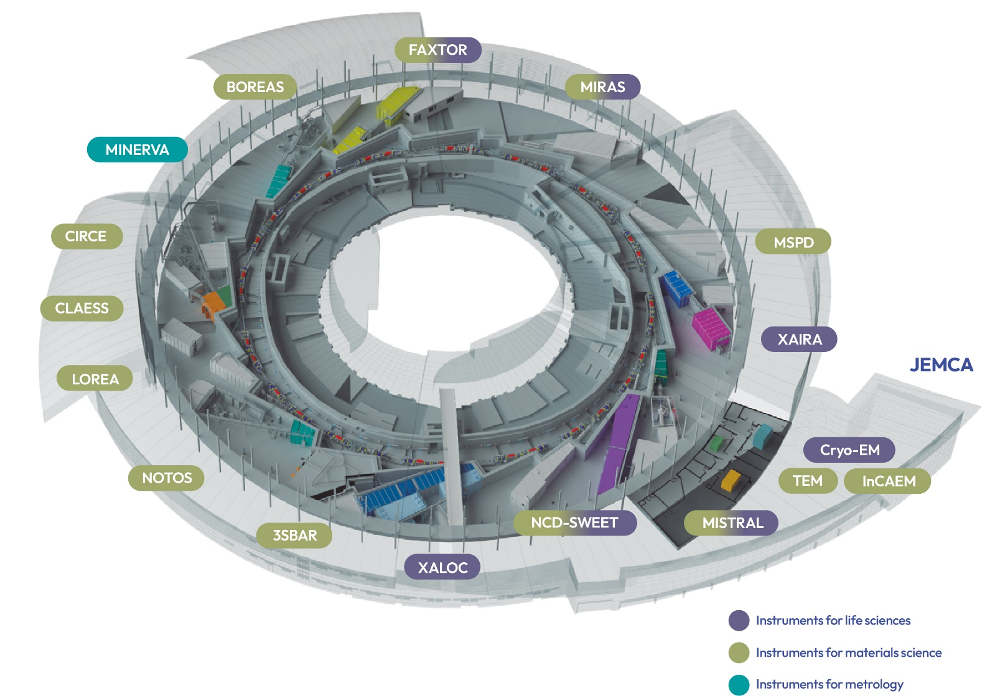 FAXTOR
BOREAS
MIRAS
MINERVA
CIRCE
MSPD
CLAESS
XAIRA
JEMCA
LOREA
Cryo-EM
NOTOS
TEM
InCAEM
NCD-SWEET
MISTRAL
3SBAR
XALOC
Instruments for life sciences
Instruments for materials science
Instruments for metrology